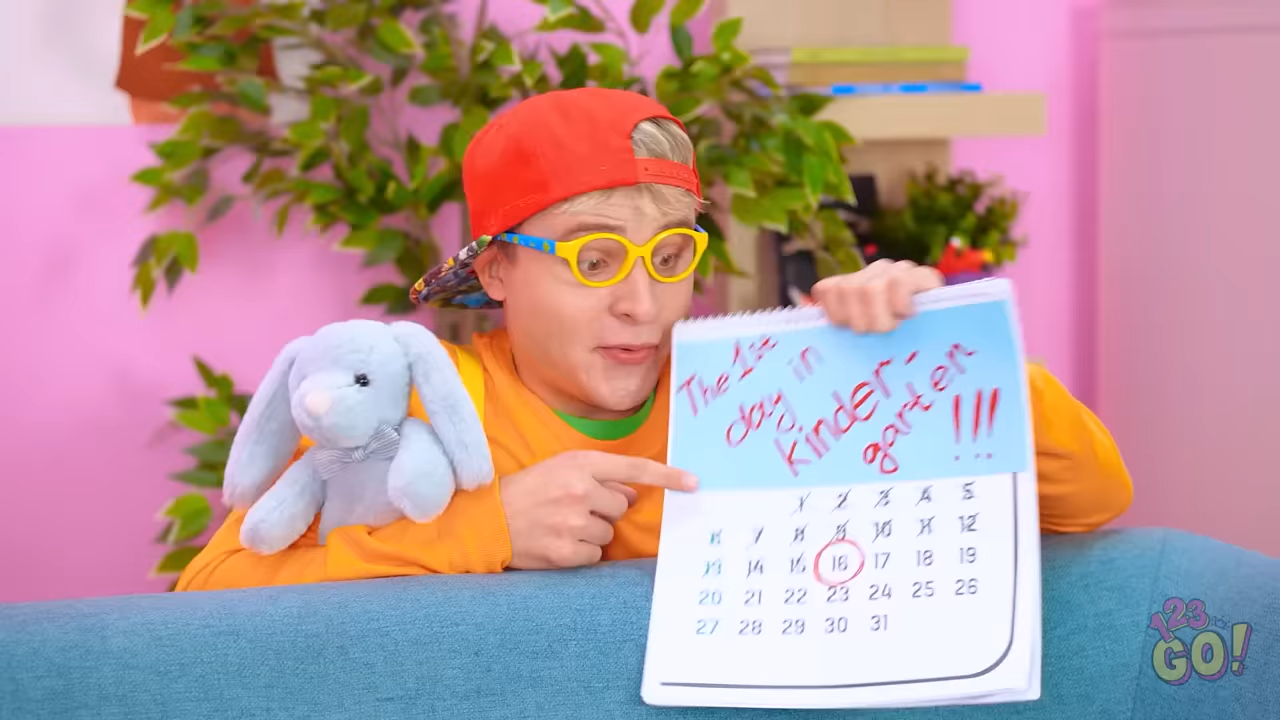 The 1st
day in
kinder-
garten
!!!
1 2 3 4 5
6 7 8 9 10 11 12
13 14 15 16 17 18 19
20 21 22 23 24 25 26
27 28 29 30 31
123
GO!